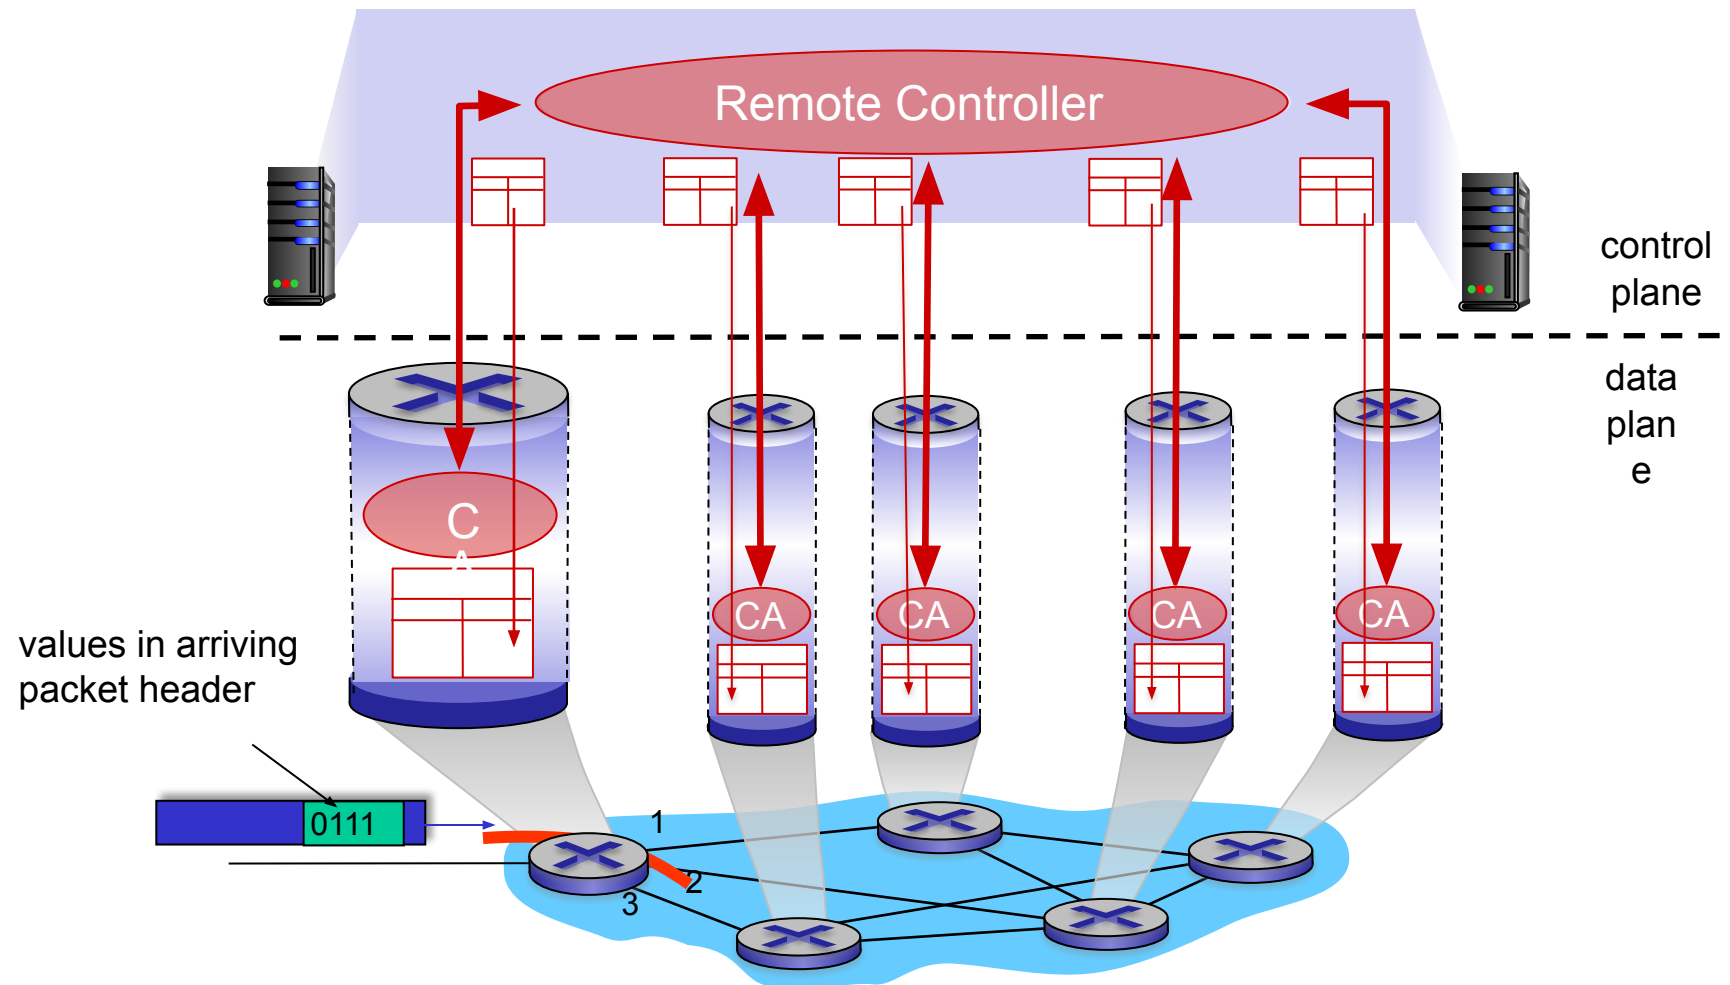 Remote Controller
control
plane
data
plan
e
C
A
CA
CA
CA
CA
values in arriving
packet header
0111
1
2
3